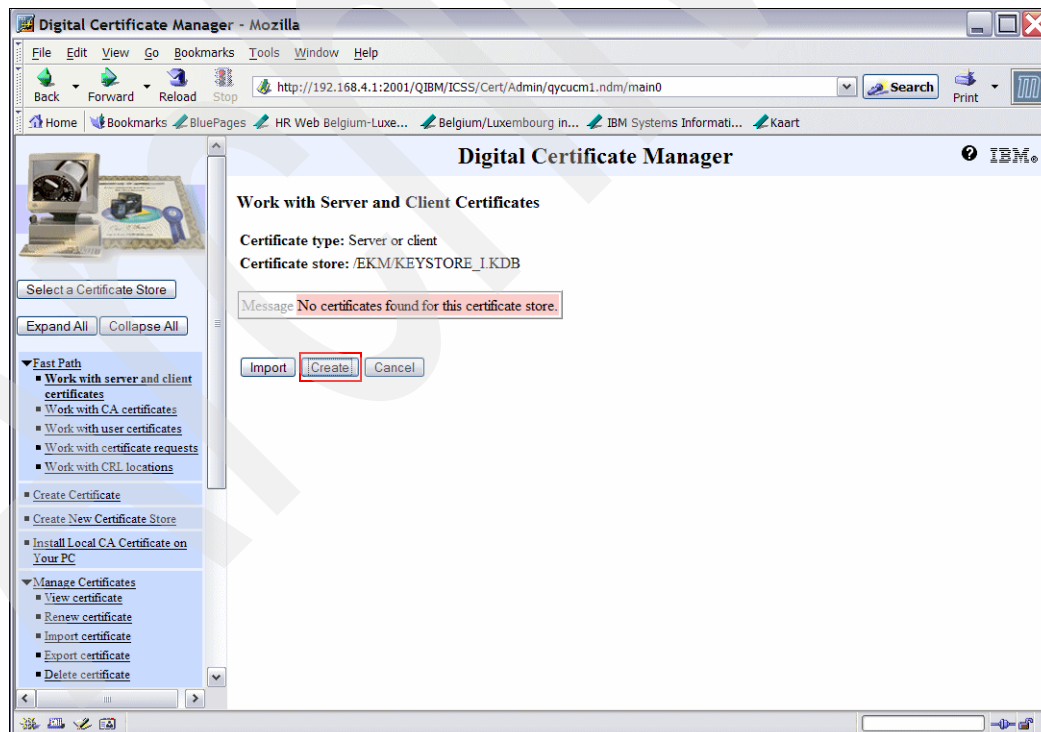 Digital Certificate Manager - Mozilla
File Edit View Go Bookmarks Tools Window Help
Back Forward Reload Stop http://192.168.4.1:2001/QIBM/ICSS/Cert/Admin/qycucm1.ndm/main0 Search Print
Home Bookmarks BluePages HR Web Belgium-Luxe... Belgium/Luxembourg in... IBM Systems Informati... Kaart
Digital Certificate Manager
IBM®
Work with Server and Client Certificates
Certificate type: Server or client
Certificate store: /EKM/KEYSTORE_I.KDB
Message No certificates found for this certificate store.
Import Create Cancel
Select a Certificate Store
Expand All Collapse All
Fast Path
Work with server and client
certificates
Work with CA certificates
Work with user certificates
Work with certificate requests
Work with CRL locations
Create Certificate
Create New Certificate Store
Install Local CA Certificate on
Your PC
Manage Certificates
View certificate
Renew certificate
Import certificate
Export certificate
Delete certificate